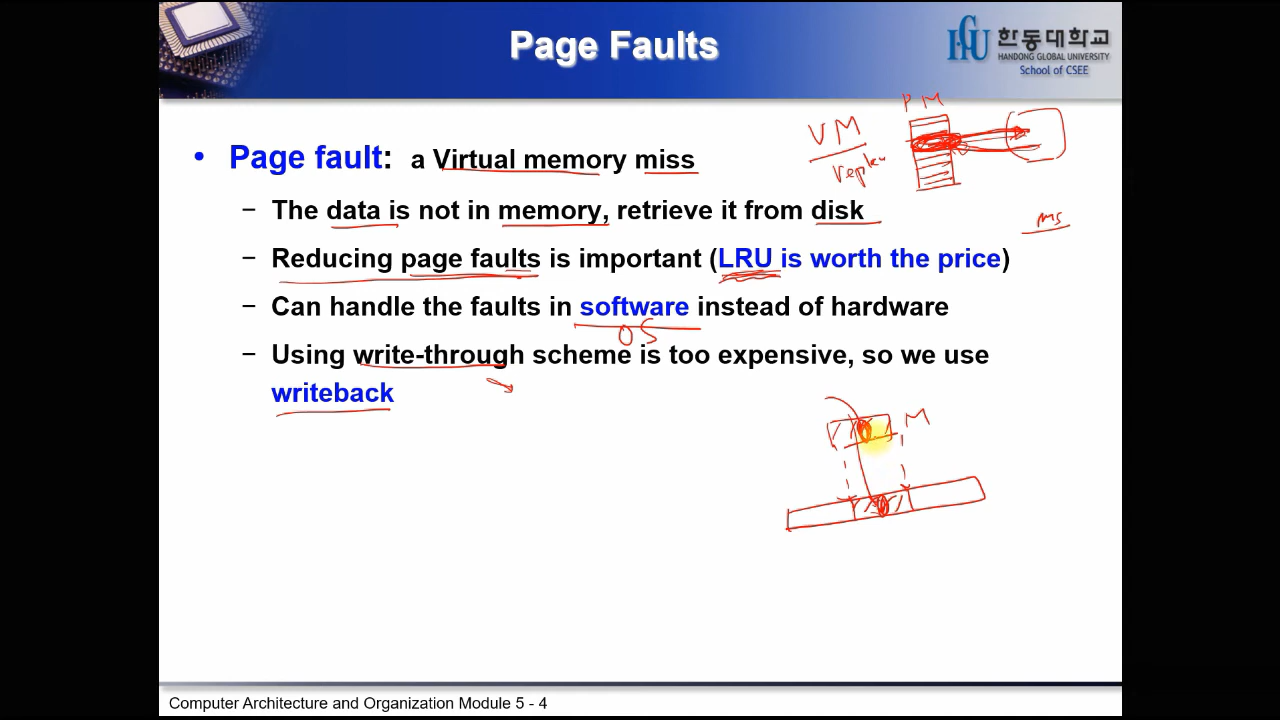 Page Faults
한동대학교
HANDONG GLOBAL UNIVERSITY
School of CSEE
P M
VM
• Page fault: a Virtual memory miss
– The data is not in memory, retrieve it from disk
ms
– Reducing page faults is important (LRU is worth the price)
– Can handle the faults in software instead of hardware
OS
– Using write-through scheme is too expensive, so we use
writeback
M
Computer Architecture and Organization Module 5 - 4